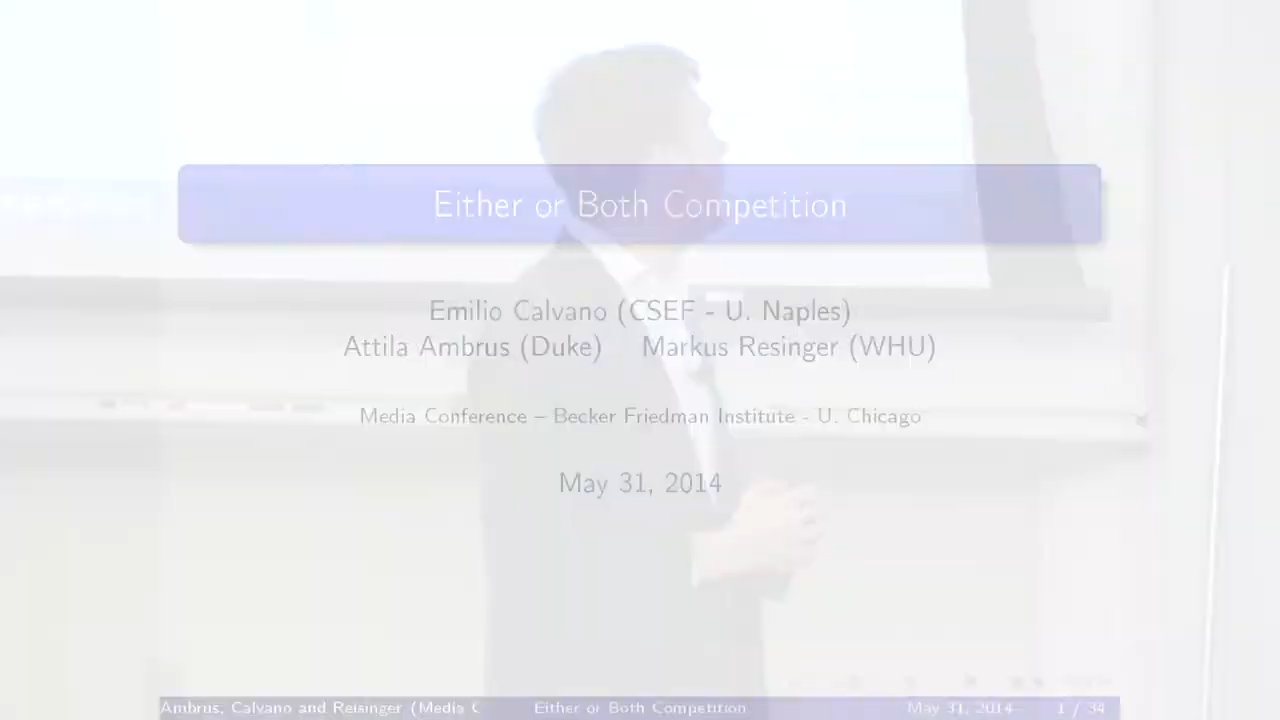 Either or Both Competition
Emilio Calvano (CSEF - U. Naples)
Attila Ambrus (Duke) Markus Resinger (WHU)
Media Conference – Becker Friedman Institute - U. Chicago
May 31, 2014
Ambrus, Calvano and Reisinger (Media C Either or Both Competition May 31, 2014 1 / 34